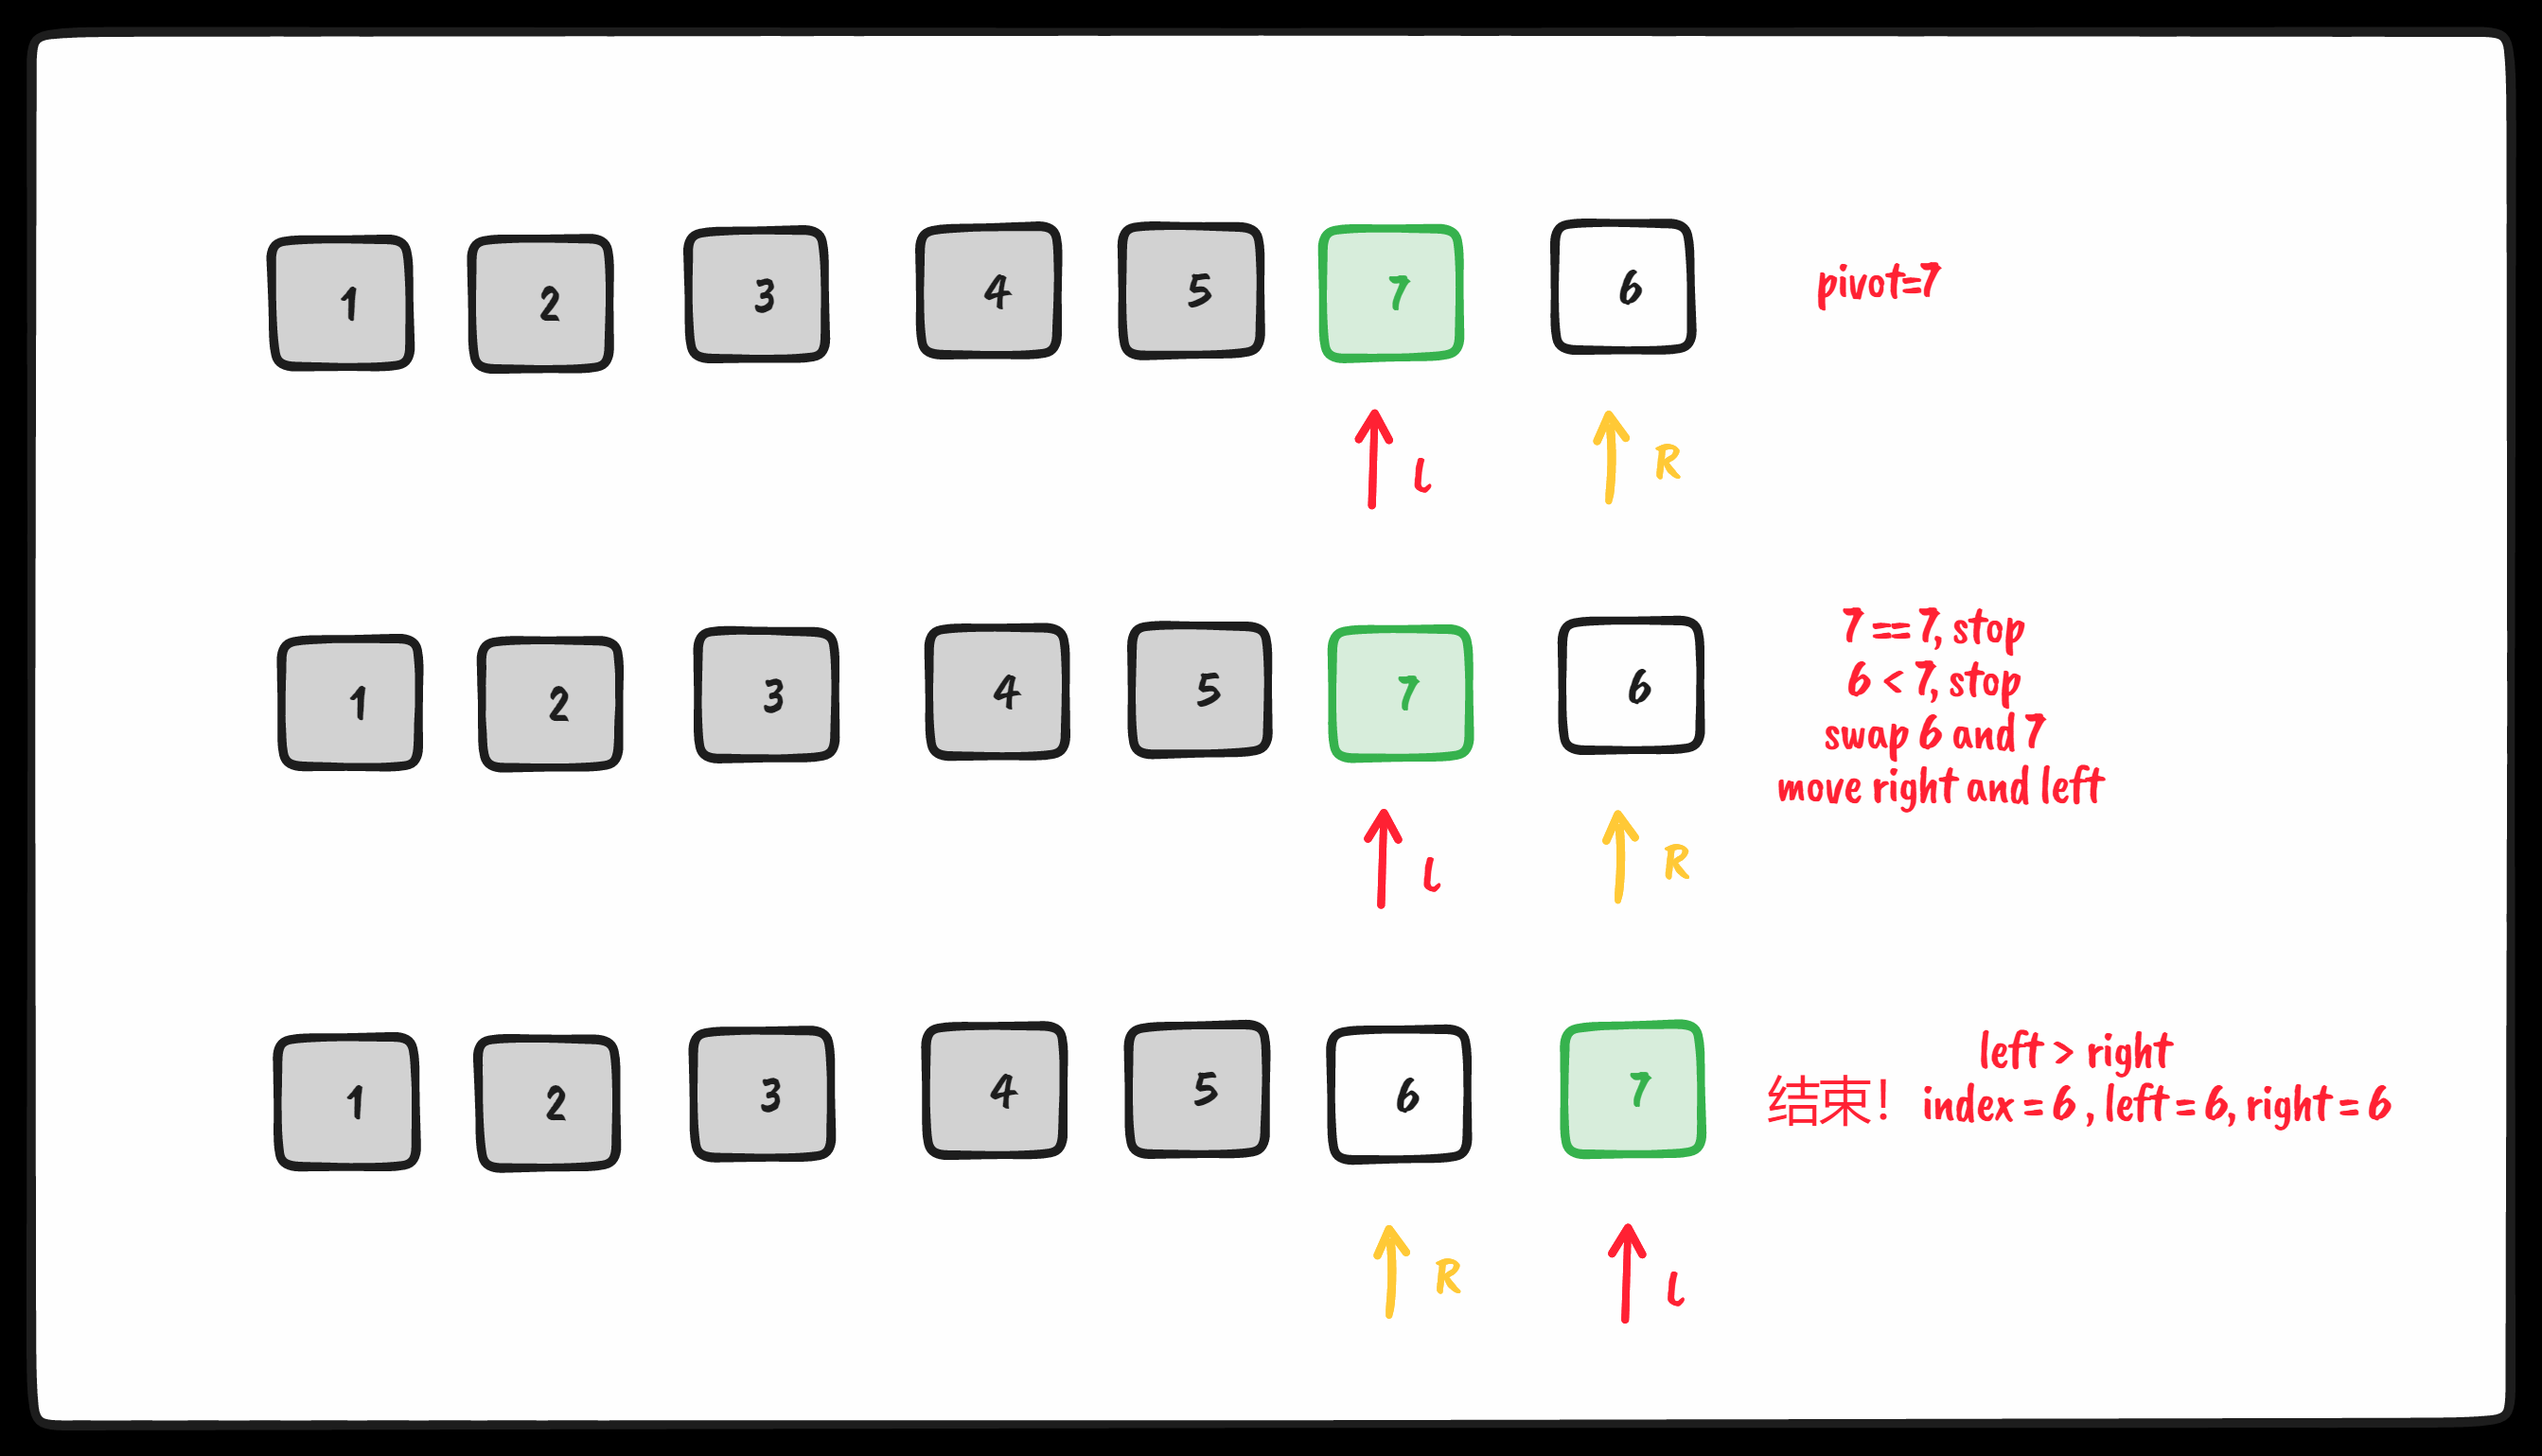 1 2 3 4 5 7 6 pivot=7
L R
1 2 3 4 5 7 6
7 == 7, stop
6 < 7, stop
swap 6 and 7
move right and left
L R
1 2 3 4 5 6 7
left > right
结束! index = 6 , left = 6, right = 6
R L